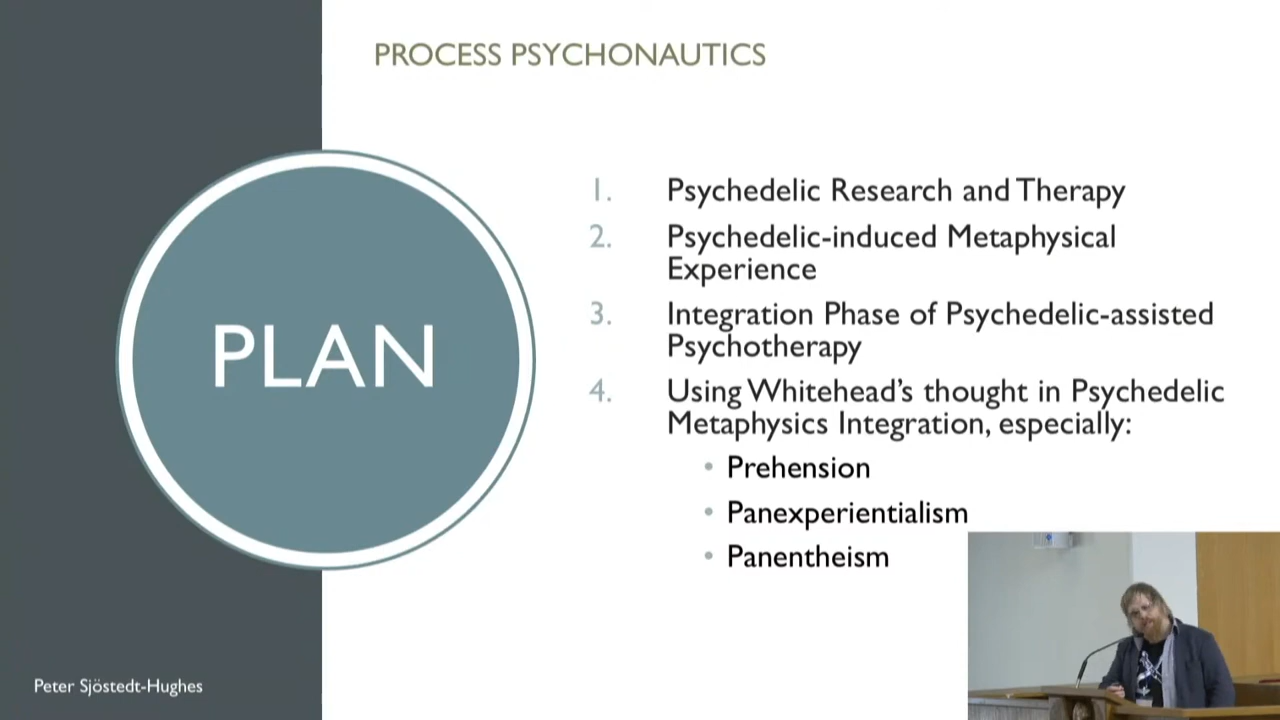 PROCESS PSYCHONAUTICS
PLAN
1. Psychedelic Research and Therapy
2. Psychedelic-induced Metaphysical
Experience
3. Integration Phase of Psychedelic-assisted
Psychotherapy
4. Using Whitehead's thought in Psychedelic
Metaphysics Integration, especially:
• Prehension
• Panexperientialism
• Panentheism
Peter Sjöstedt-Hughes